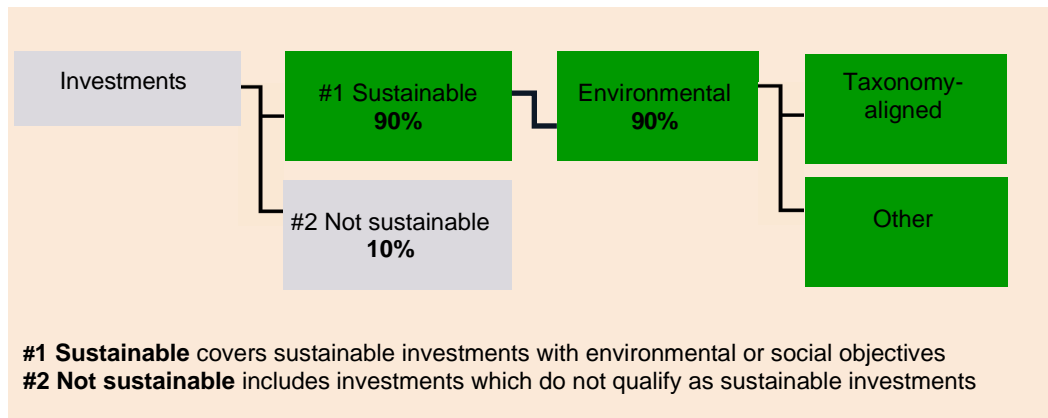 Investments
#1 Sustainable
90%
Environmental
90%
Taxonomy-
aligned
#2 Not sustainable
10%
Other
#1 Sustainable covers sustainable investments with environmental or social objectives
#2 Not sustainable includes investments which do not qualify as sustainable investments